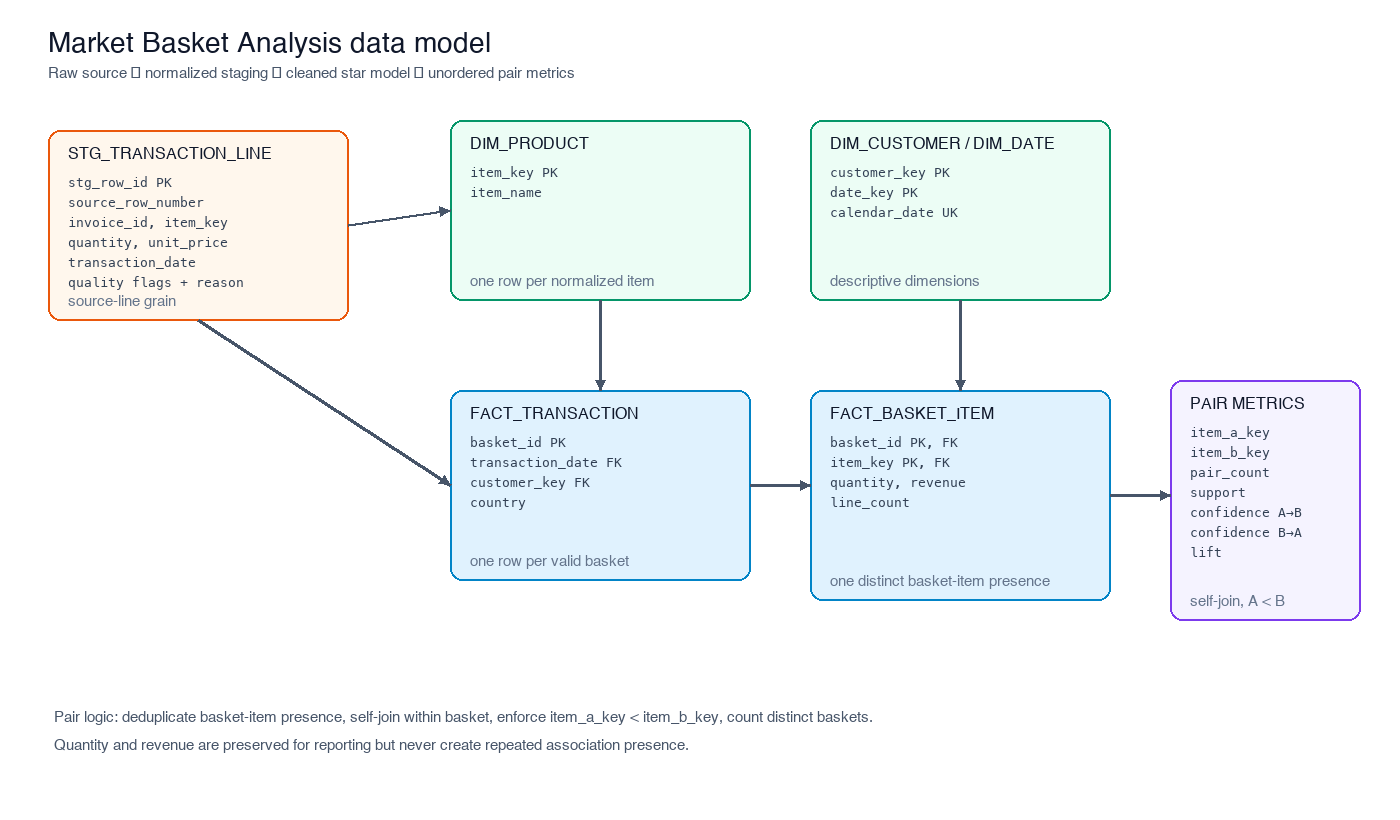 Market Basket Analysis data model
Raw source □ normalized staging □ cleaned star model □ unordered pair metrics
STG_TRANSACTION_LINE
stg_row_id PK
source_row_number
invoice_id, item_key
quantity, unit_price
transaction_date
quality flags + reason
source-line grain
DIM_PRODUCT
item_key PK
item_name
one row per normalized item
DIM_CUSTOMER / DIM_DATE
customer_key PK
date_key PK
calendar_date UK
descriptive dimensions
FACT_TRANSACTION
basket_id PK
transaction_date FK
customer_key FK
country
one row per valid basket
FACT_BASKET_ITEM
basket_id PK, FK
item_key PK, FK
quantity, revenue
line_count
one distinct basket-item presence
PAIR METRICS
item_a_key
item_b_key
pair_count
support
confidence A→B
confidence B→A
lift
self-join, A < B
Pair logic: deduplicate basket-item presence, self-join within basket, enforce item_a_key < item_b_key, count distinct baskets.
Quantity and revenue are preserved for reporting but never create repeated association presence.